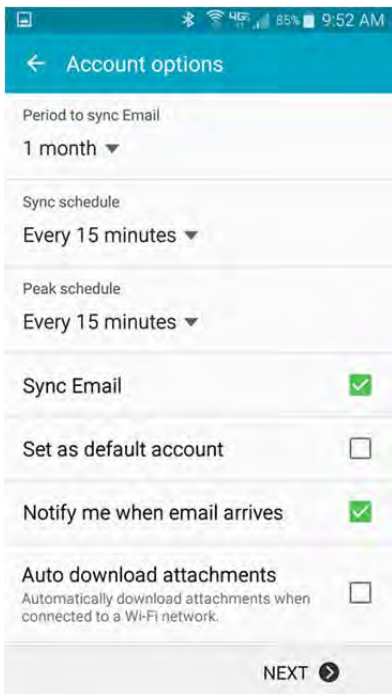 4G 85% 9:52 AM
Account options
Period to sync Email
1 month
Sync schedule
Every 15 minutes
Peak schedule
Every 15 minutes
Sync Email
Set as default account
Notify me when email arrives
Auto download attachments
Automatically download attachments when
connected to a Wi-Fi network.
NEXT